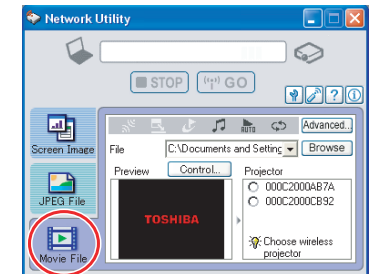 Network Utility
STOP
GO
?
Screen Image
JPEG File
Movie File
AUTO
Advanced...
File
C:\Documents and Setting
Browse
Preview
Control...
Projector
TOSHIBA
000C2000AB7A
000C2000CB92
Choose wireless
projector